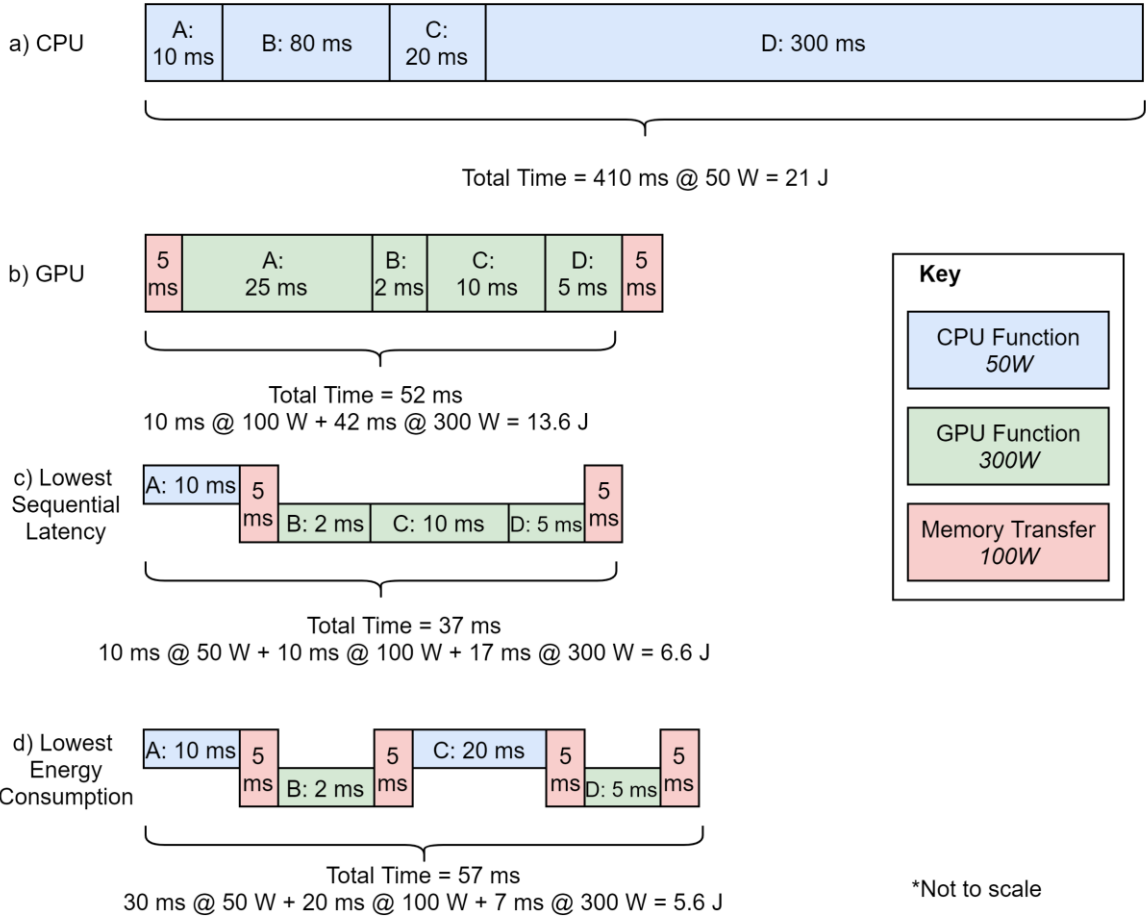 a) CPU
A:
10 ms
B: 80 ms
C:
20 ms
D: 300 ms
Total Time = 410 ms @ 50 W = 21 J
b) GPU
5
ms
A:
25 ms
B:
2 ms
C:
10 ms
D:
5 ms
5
ms
Total Time = 52 ms
10 ms @ 100 W + 42 ms @ 300 W = 13.6 J
Key
CPU Function
50W
GPU Function
300W
Memory Transfer
100W
c) Lowest
Sequential
Latency
A: 10 ms
5
ms
B: 2 ms
C: 10 ms
D: 5 ms
5
ms
Total Time = 37 ms
10 ms @ 50 W + 10 ms @ 100 W + 17 ms @ 300 W = 6.6 J
d) Lowest
Energy
Consumption
A: 10 ms
5
ms
B: 2 ms
5
ms
C: 20 ms
5
ms
D: 5 ms
5
ms
Total Time = 57 ms
30 ms @ 50 W + 20 ms @ 100 W + 7 ms @ 300 W = 5.6 J
*Not to scale